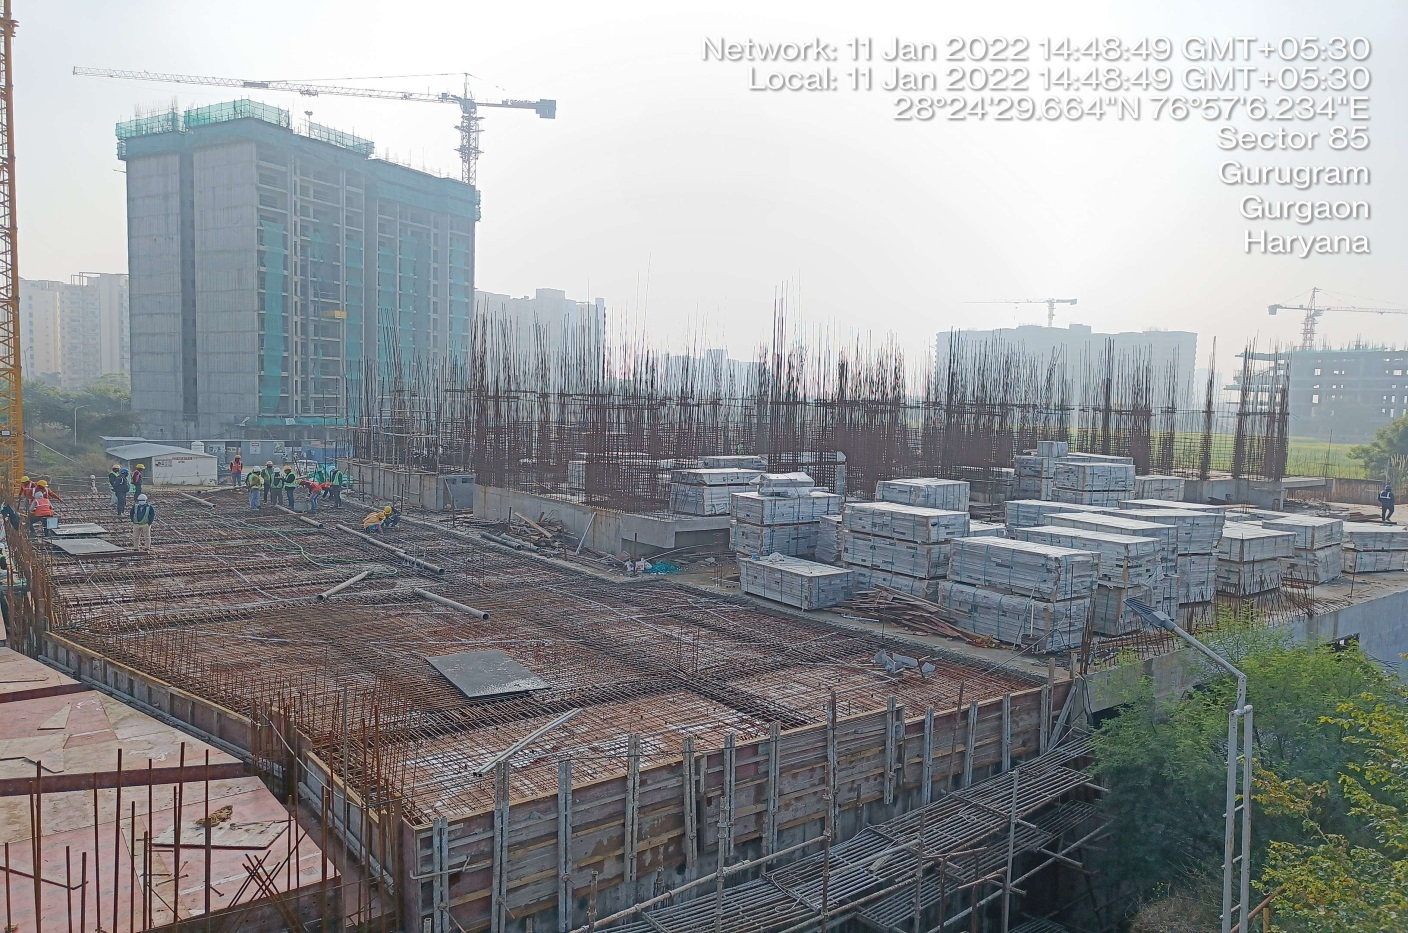 Network: 11 Jan 2022 14:48:49 GMT+05:30
Local: 11 Jan 2022 14:48:49 GMT+05:30
28°24'29.664"N 76°57'6.234"E
Sector 85
Gurugram
Gurgaon
Haryana